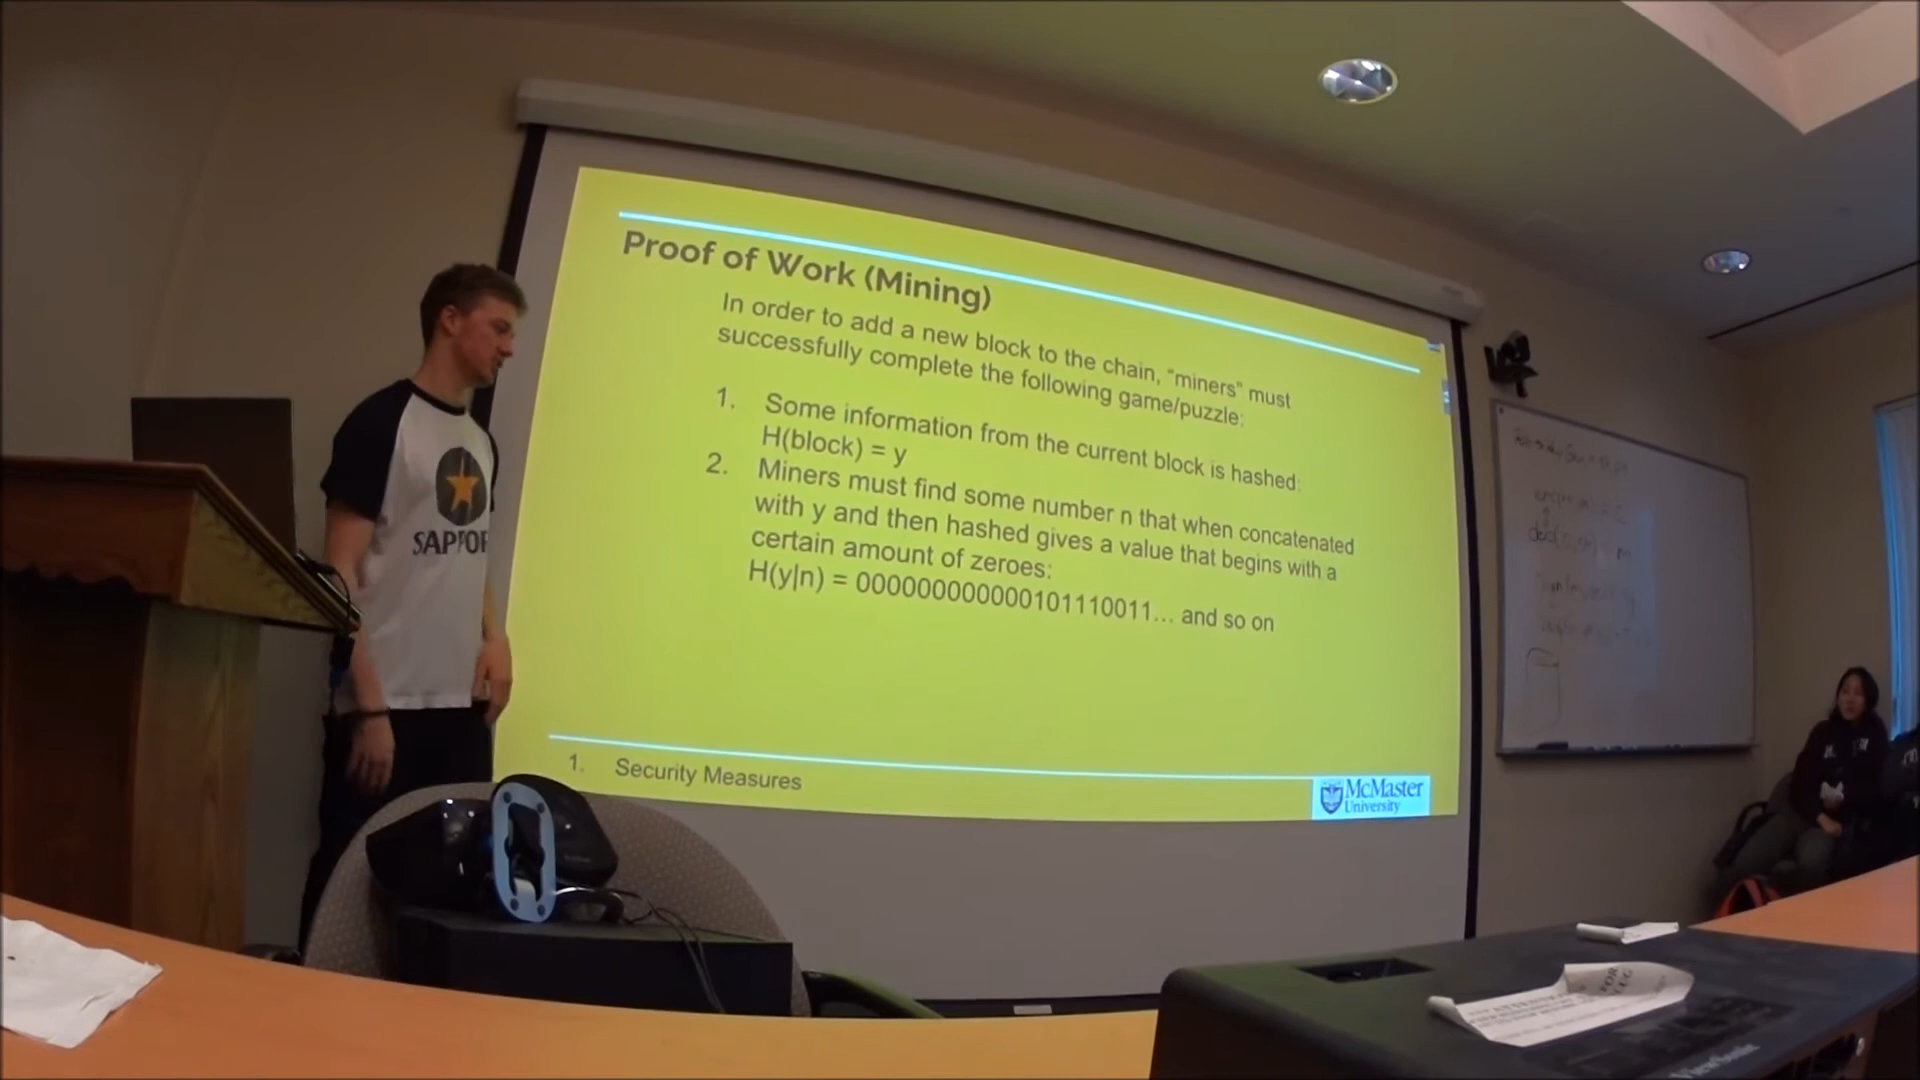 Proof of Work (Mining)
In order to add a new block to the chain, “miners” must
successfully complete the following game/puzzle:
1. Some information from the current block is hashed:
H(block) = y
2. Miners must find some number n that when concatenated
with y and then hashed gives a value that begins with a
certain amount of zeroes:
H(y|n) = 000000000000101110011... and so on
1. Security Measures
McMaster
University
SAPPOR
ViewSonic